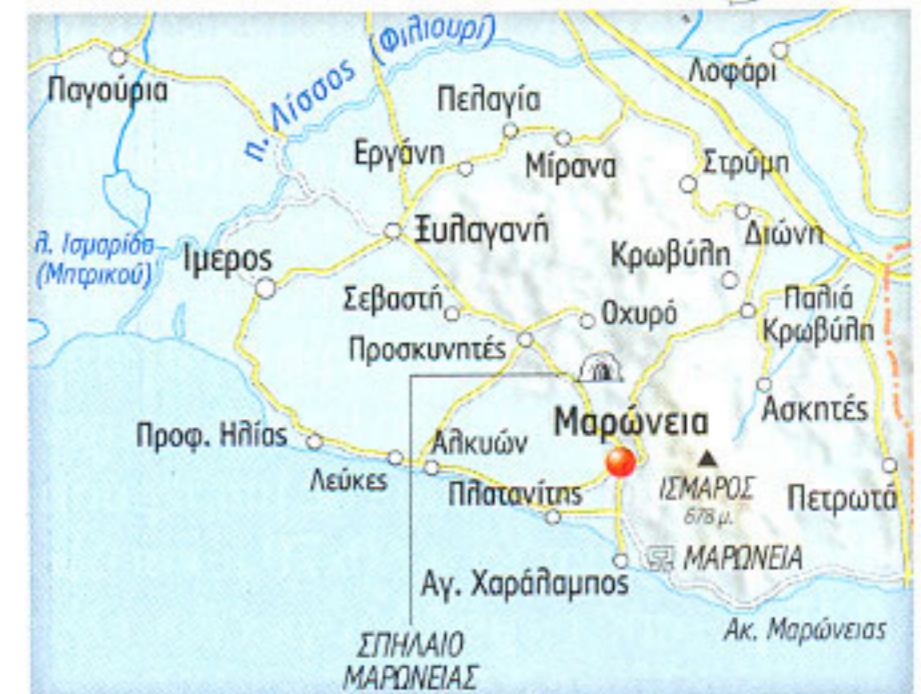 π. Λίσσος (Φιλιουρί)
Λοφάρι
Παγούρια
Πελαγία
Εργάνη
Μίρανα
Στρύμη
Ξυλαγανή
Διώνη
λ. Ισμαρίδα
(Μητρικού)
Ίμερος
Κρωβύλη
Σεβαστή
Οχυρό
Παλιά
Κρωβύλη
Προσκυνητές
Ασκητές
Μαρώνεια
Προφ. Ηλίας
Αλκυών
Λεύκες
Πλατανίτης
ΙΣΜΑΡΟΣ
678 μ.
Πετρωτά
ΜΑΡΩΝΕΙΑ
Αγ. Χαράλαμπος
Ακ. Μαρώνειας
ΣΠΗΛΑΙΟ
ΜΑΡΩΝΕΙΑΣ